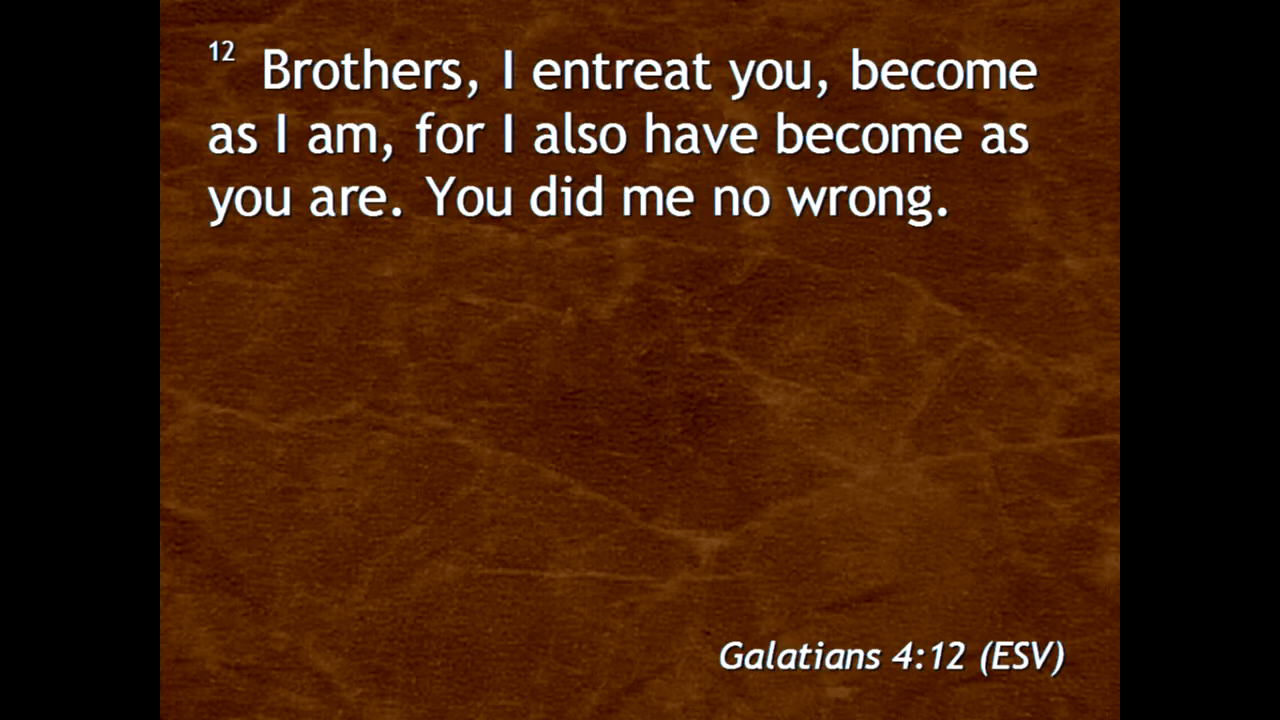 12 Brothers, I entreat you, become
as I am, for I also have become as
you are. You did me no wrong.
Galatians 4:12 (ESV)